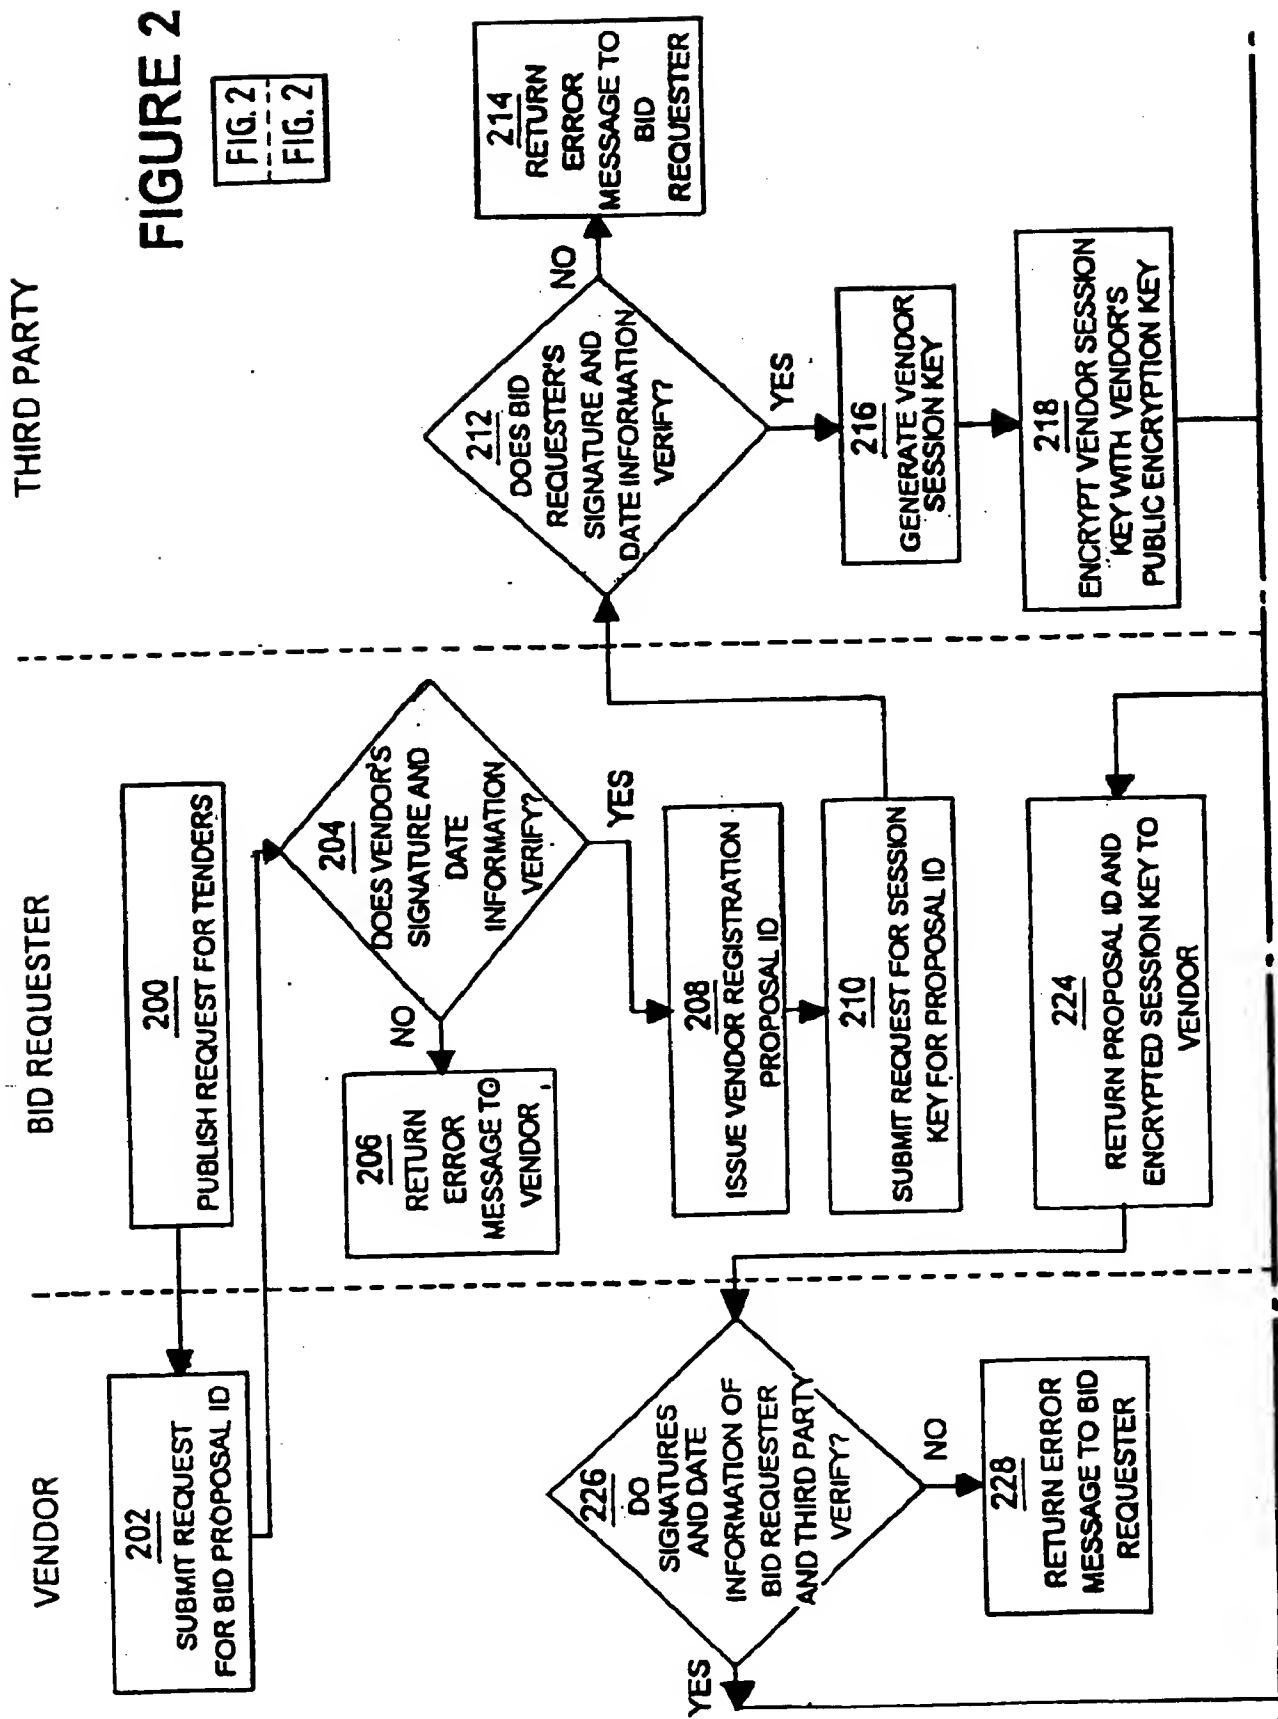 FIGURE 2
FIG. 2
FIG. 2
VENDOR
BID REQUESTER
THIRD PARTY
200
PUBLISH REQUEST FOR TENDERS
202
SUBMIT REQUEST
FOR BID PROPOSAL ID
204
DOES VENDOR'S
SIGNATURE AND
DATE
INFORMATION
VERIFY?
NO
YES
206
RETURN
ERROR
MESSAGE TO
VENDOR
208
ISSUE VENDOR REGISTRATION
PROPOSAL ID
210
SUBMIT REQUEST FOR SESSION
KEY FOR PROPOSAL ID
212
DOES BID
REQUESTER'S
SIGNATURE AND
DATE INFORMATION
VERIFY?
NO
YES
214
RETURN
ERROR
MESSAGE TO
BID
REQUESTER
216
GENERATE VENDOR
SESSION KEY
218
ENCRYPT VENDOR SESSION
KEY WITH VENDOR'S
PUBLIC ENCRYPTION KEY
224
RETURN PROPOSAL ID AND
ENCRYPTED SESSION KEY TO
VENDOR
226
DO
SIGNATURES
AND DATE
INFORMATION OF
BID REQUESTER
AND THIRD PARTY
VERIFY?
YES
NO
228
RETURN ERROR
MESSAGE TO BID
REQUESTER